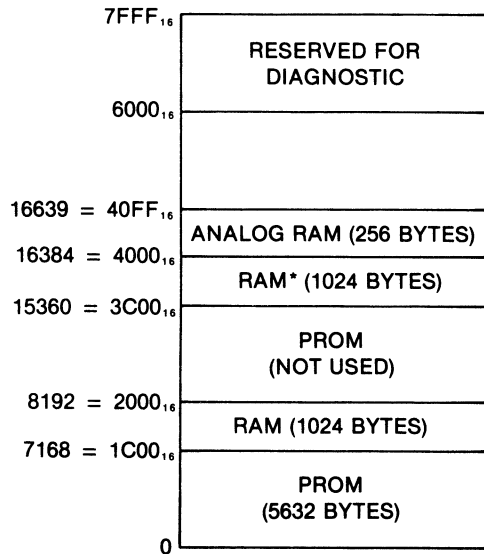 7FFF₁₆
RESERVED FOR
DIAGNOSTIC
6000₁₆
16639 = 40FF₁₆
ANALOG RAM (256 BYTES)
16384 = 4000₁₆
RAM* (1024 BYTES)
15360 = 3C00₁₆
PROM
(NOT USED)
8192 = 2000₁₆
RAM (1024 BYTES)
7168 = 1C00₁₆
PROM
(5632 BYTES)
0